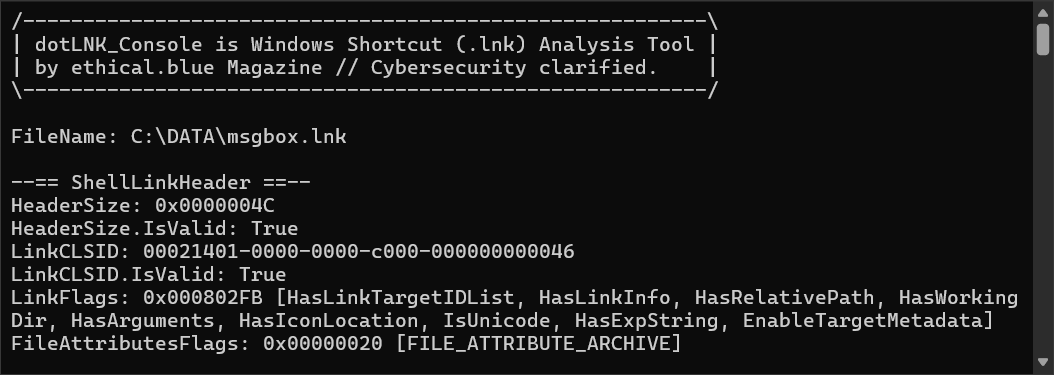 /---------------------------------------------------------\
| dotLNK_Console is Windows Shortcut (.lnk) Analysis Tool |
| by ethical.blue Magazine // Cybersecurity clarified.    |
\---------------------------------------------------------/
FileName: C:\DATA\msgbox.lnk
--== ShellLinkHeader ==--
HeaderSize: 0x0000004C
HeaderSize.IsValid: True
LinkCLSID: 00021401-0000-0000-c000-000000000046
LinkCLSID.IsValid: True
LinkFlags: 0x000802FB [HasLinkTargetIDList, HasLinkInfo, HasRelativePath, HasWorking
Dir, HasArguments, HasIconLocation, IsUnicode, HasExpString, EnableTargetMetadata]
FileAttributesFlags: 0x00000020 [FILE_ATTRIBUTE_ARCHIVE]